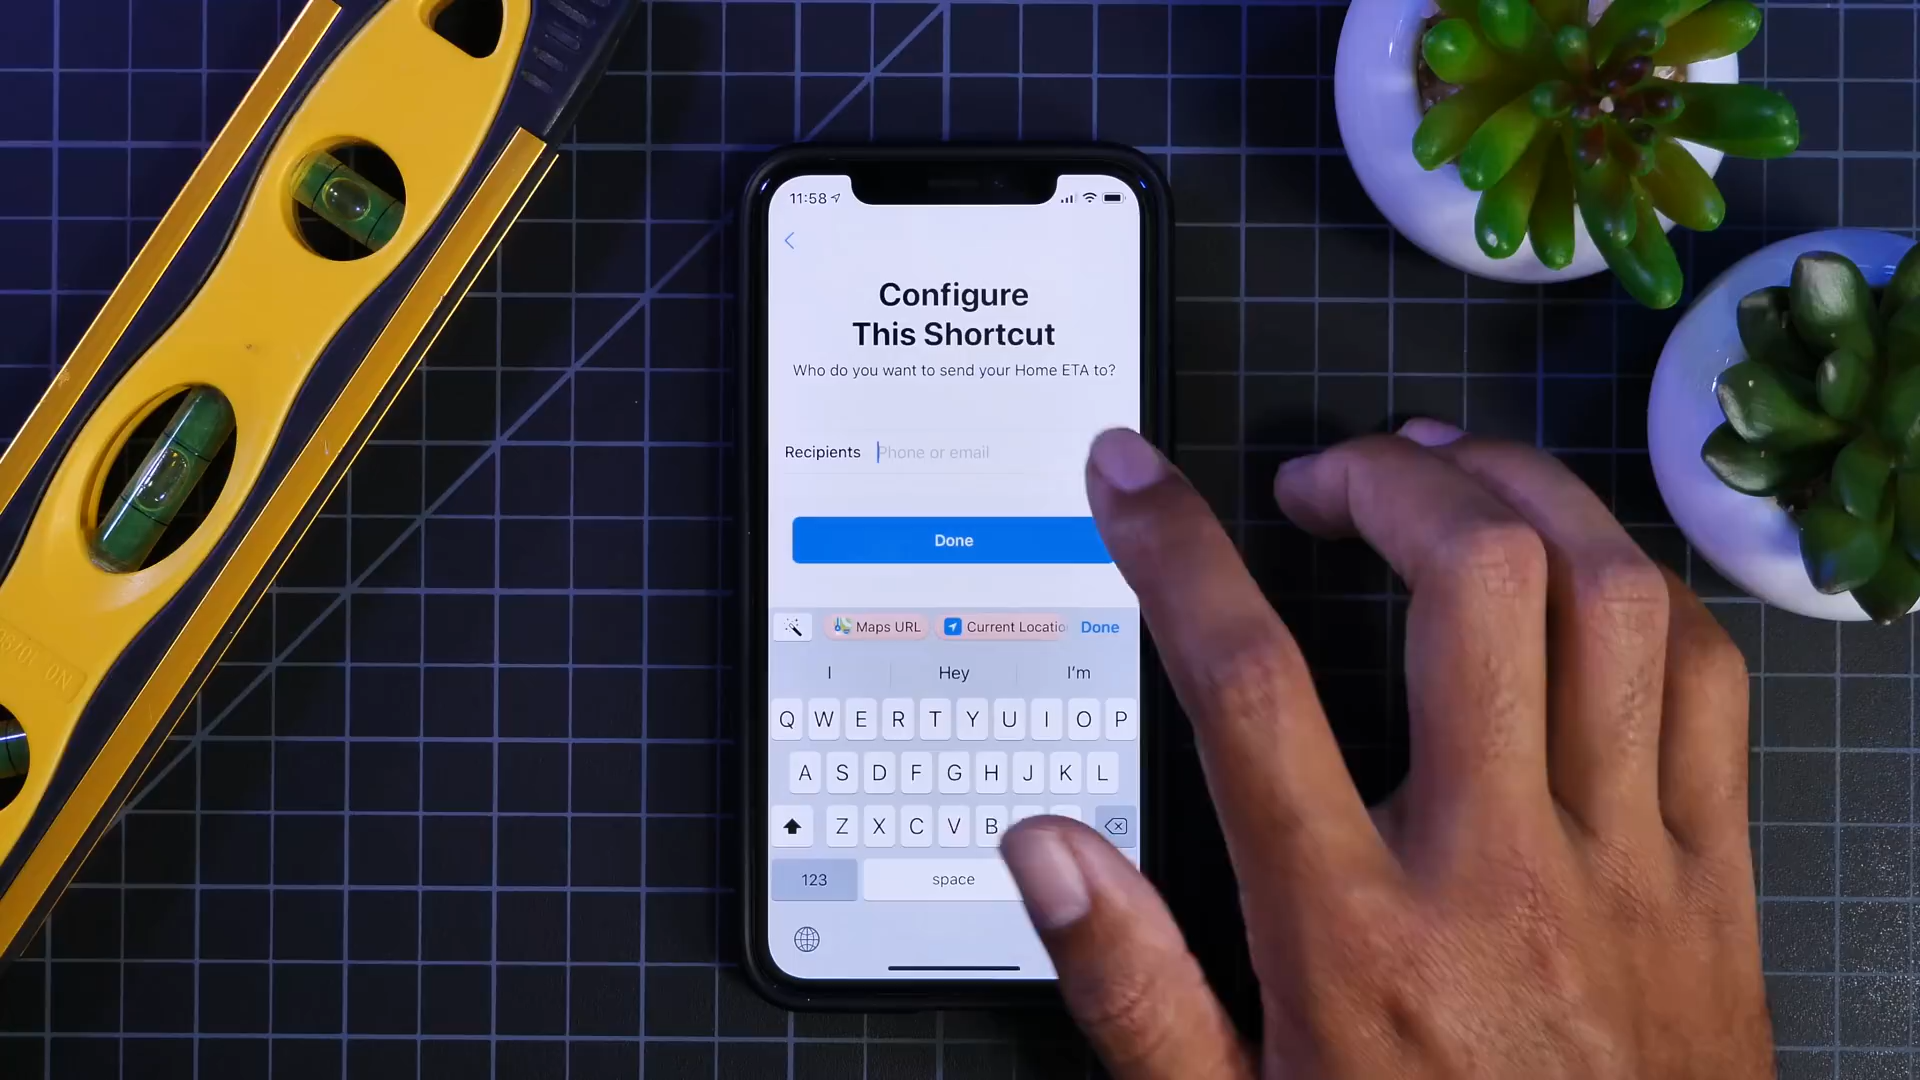 11:58
Configure
This Shortcut
Who do you want to send your Home ETA to?
Recipients Phone or email
Done
Maps URL Current Locatio Done
I Hey I'm
Q W E R T Y U I O P
A S D F G H J K L
Z X C V B
123 space